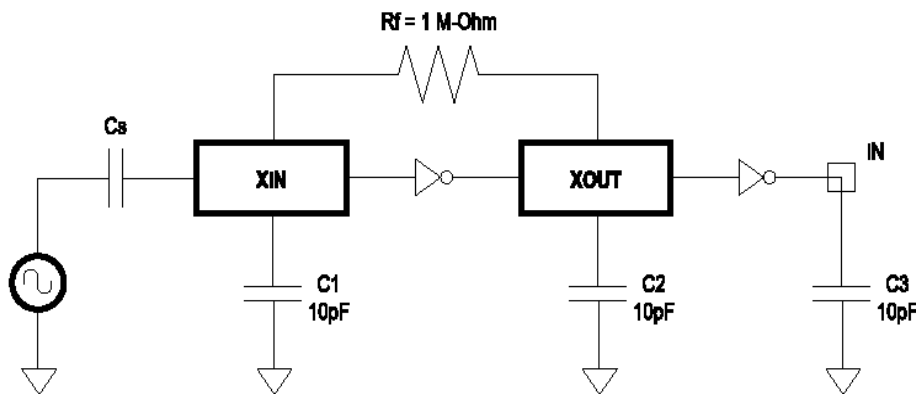 Rf = 1 M-Ohm
Cs
XIN
XOUT
IN
C1
10pF
C2
10pF
C3
10pF